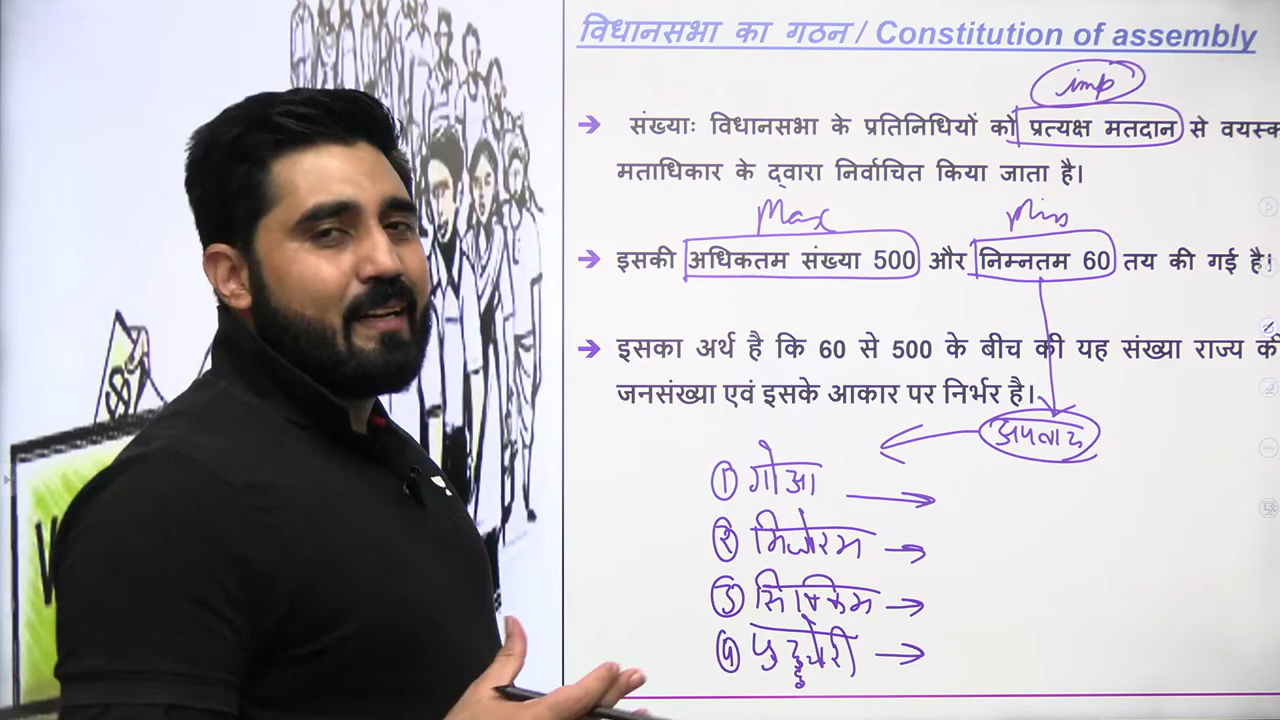 विधानसभा का गठन / Constitution of assembly
imp
→ संख्याः विधानसभा के प्रतिनिधियों को प्रत्यक्ष मतदान से वयस्क
मताधिकार के द्वारा निर्वाचित किया जाता है।
Max Min
→ इसकी अधिकतम संख्या 500 और निम्नतम 60 तय की गई है।
→ इसका अर्थ है कि 60 से 500 के बीच की यह संख्या राज्य की
जनसंख्या एवं इसके आकार पर निर्भर है।
अपवाद
① गोआ →
② मिजोरम →
③ सिक्किम →
④ पुदुचेरी →